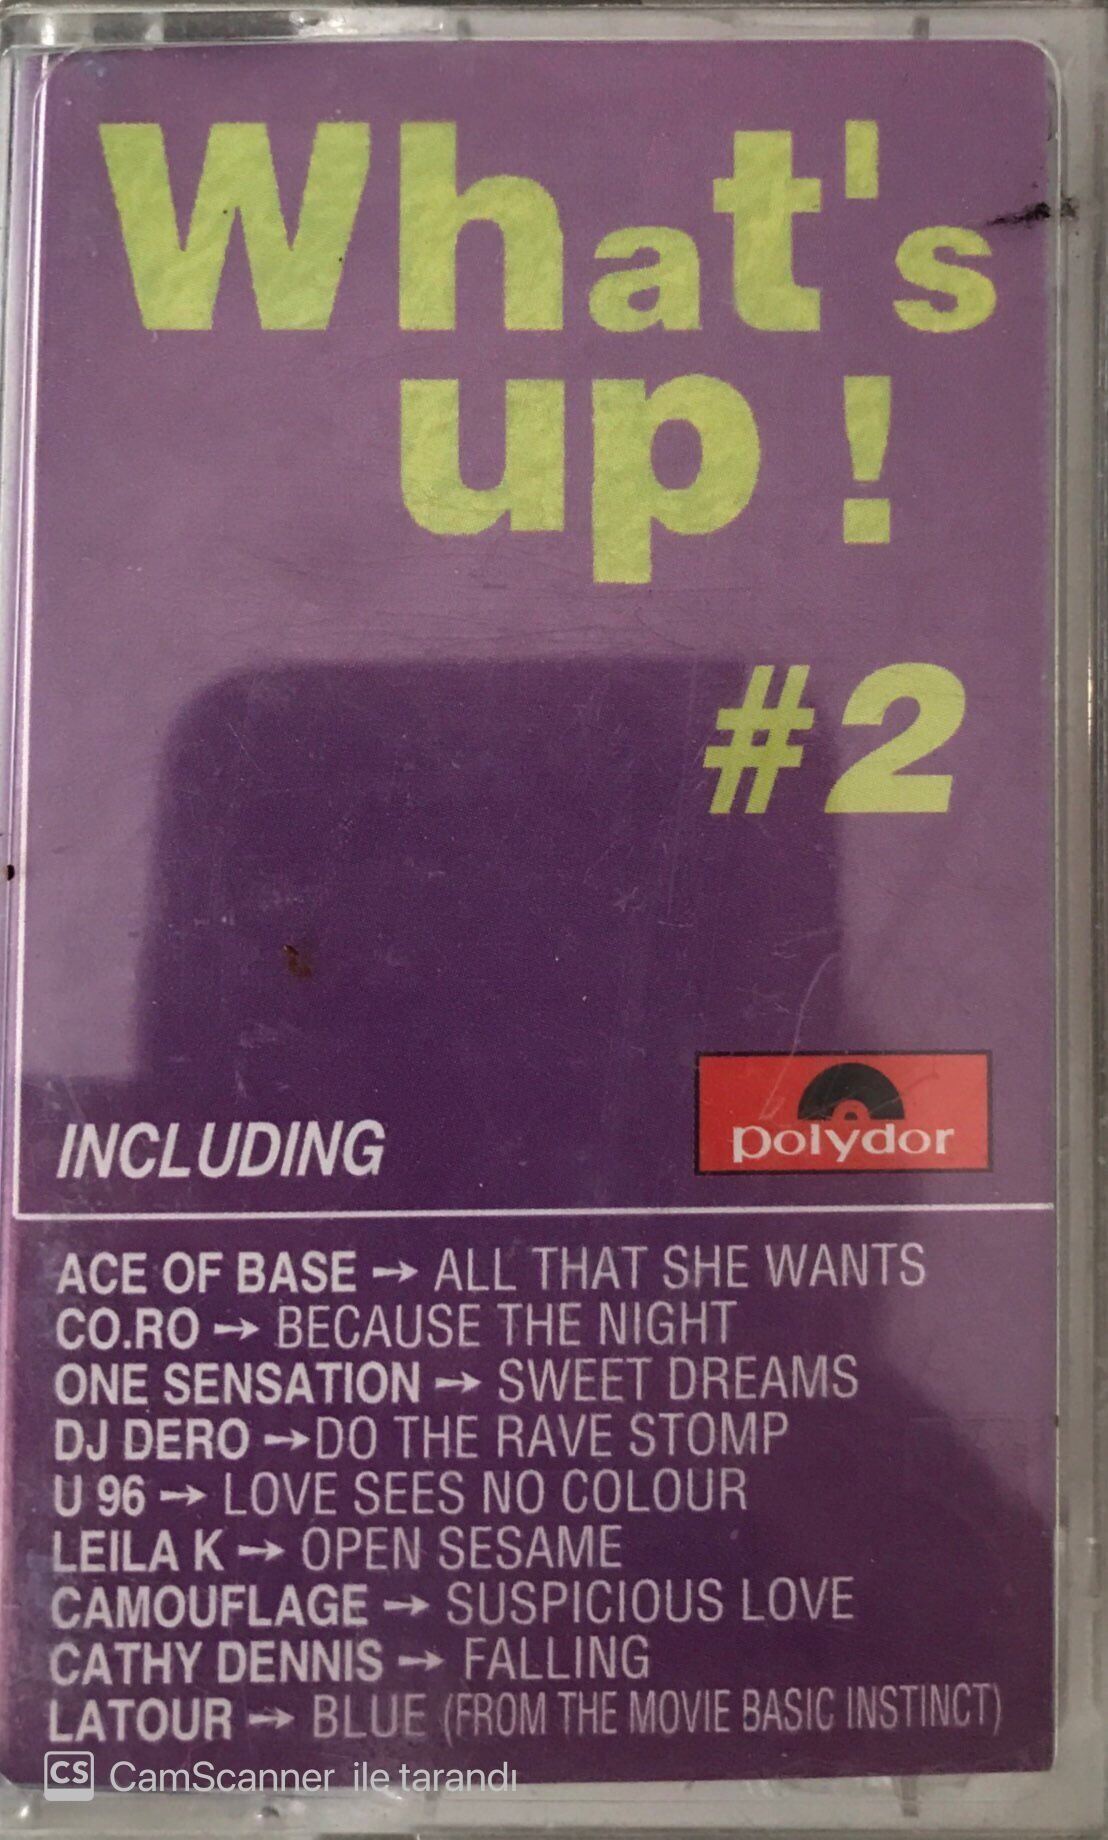 What's
up !
#2
polydor
INCLUDING
ACE OF BASE → ALL THAT SHE WANTS
CO.RO → BECAUSE THE NIGHT
ONE SENSATION → SWEET DREAMS
DJ DERO →DO THE RAVE STOMP
U 96 → LOVE SEES NO COLOUR
LEILA K → OPEN SESAME
CAMOUFLAGE → SUSPICIOUS LOVE
CATHY DENNIS → FALLING
LATOUR → BLUE (FROM THE MOVIE BASIC INSTINCT)
CS CamScanner ile tarandı